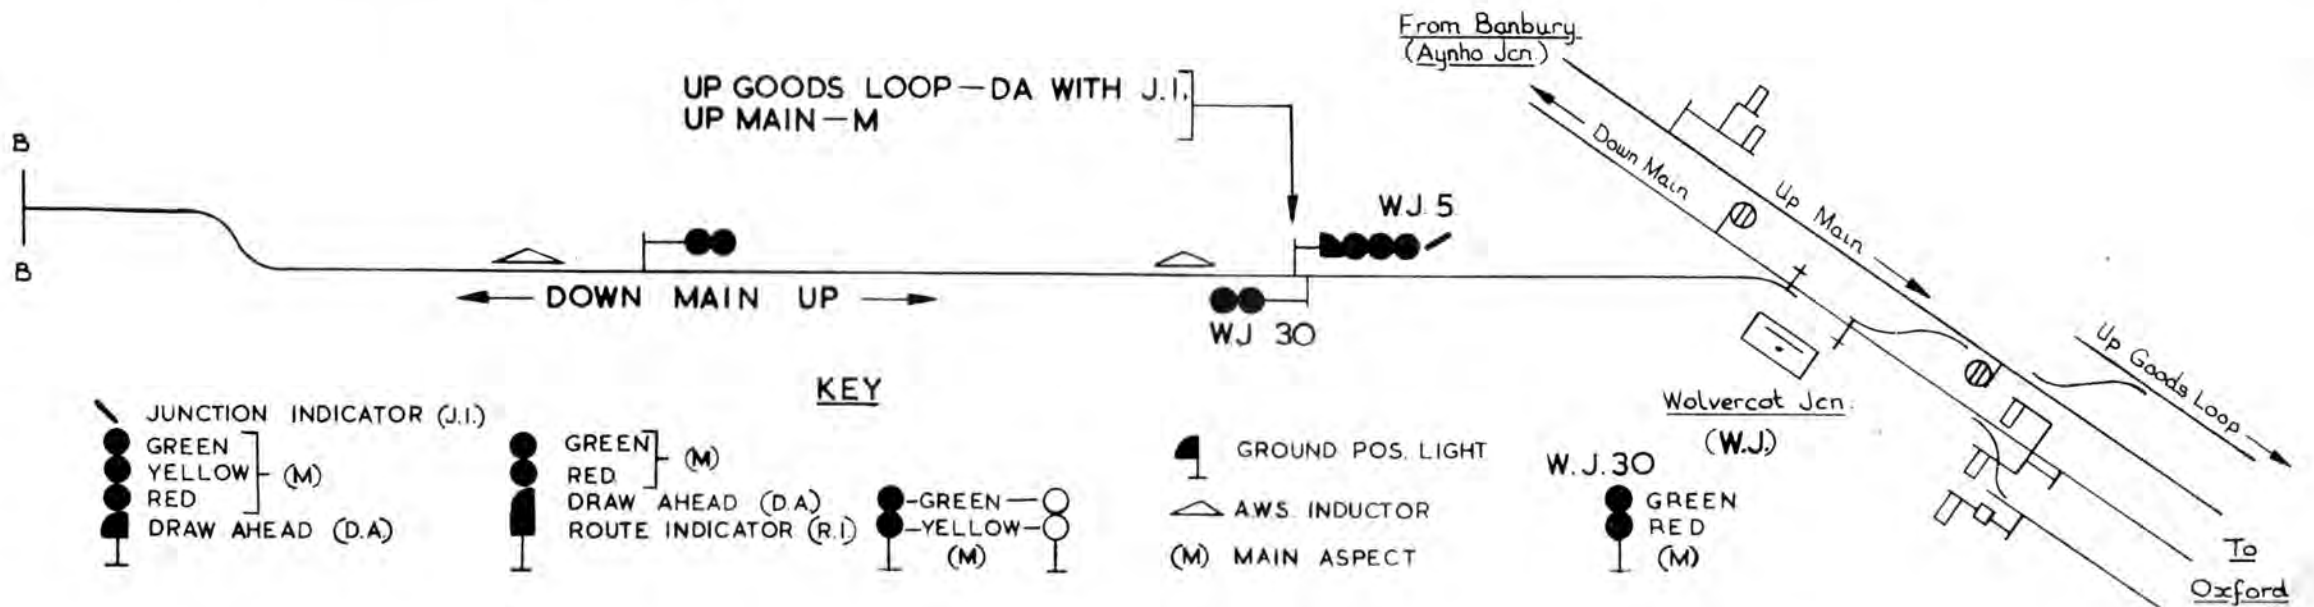 From Banbury
(Aynho Jcn.)
UP GOODS LOOP—DA WITH J.I.
UP MAIN—M
B
B
Down Main
Up Main
W.J. 5
DOWN MAIN UP
W.J 30
Up Goods Loop
Wolvercot Jcn.
(W.J.)
To
Oxford
KEY
JUNCTION INDICATOR (J.I.)
GREEN
YELLOW
RED
(M)
DRAW AHEAD (D.A.)
GREEN
RED
(M)
DRAW AHEAD (D.A.)
ROUTE INDICATOR (R.I.)
GREEN
YELLOW
(M)
GROUND POS. LIGHT
A.W.S. INDUCTOR
(M) MAIN ASPECT
W.J.30
GREEN
RED
(M)